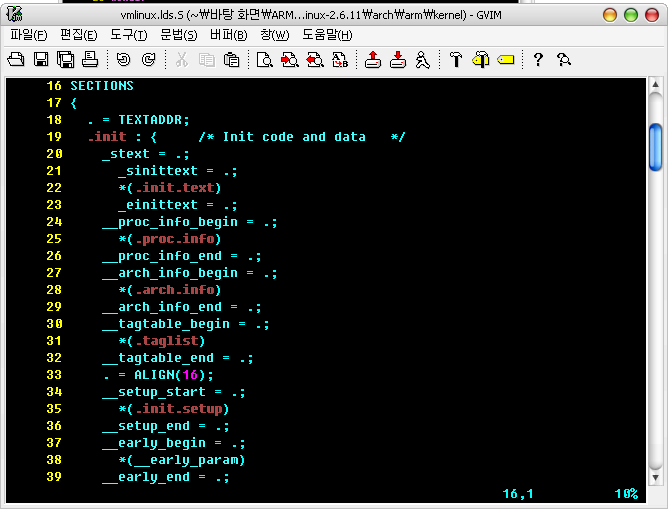 vmlinux.lds.S (~₩바탕 화면₩ARM...inux-2.6.11₩arch₩arm₩kernel) - GVIM
파일(F) 편집(E) 도구(T) 문법(S) 버퍼(B) 창(W) 도움말(H)
16 SECTIONS
17 {
18 . = TEXTADDR;
19 .init : { /* Init code and data */
20 _stext = .;
21 _sinittext = .;
22 *(.init.text)
23 _einittext = .;
24 __proc_info_begin = .;
25 *(.proc.info)
26 __proc_info_end = .;
27 __arch_info_begin = .;
28 *(.arch.info)
29 __arch_info_end = .;
30 __tagtable_begin = .;
31 *(.taglist)
32 __tagtable_end = .;
33 . = ALIGN(16);
34 __setup_start = .;
35 *(.init.setup)
36 __setup_end = .;
37 __early_begin = .;
38 *(__early_param)
39 __early_end = .;
16,1 10%